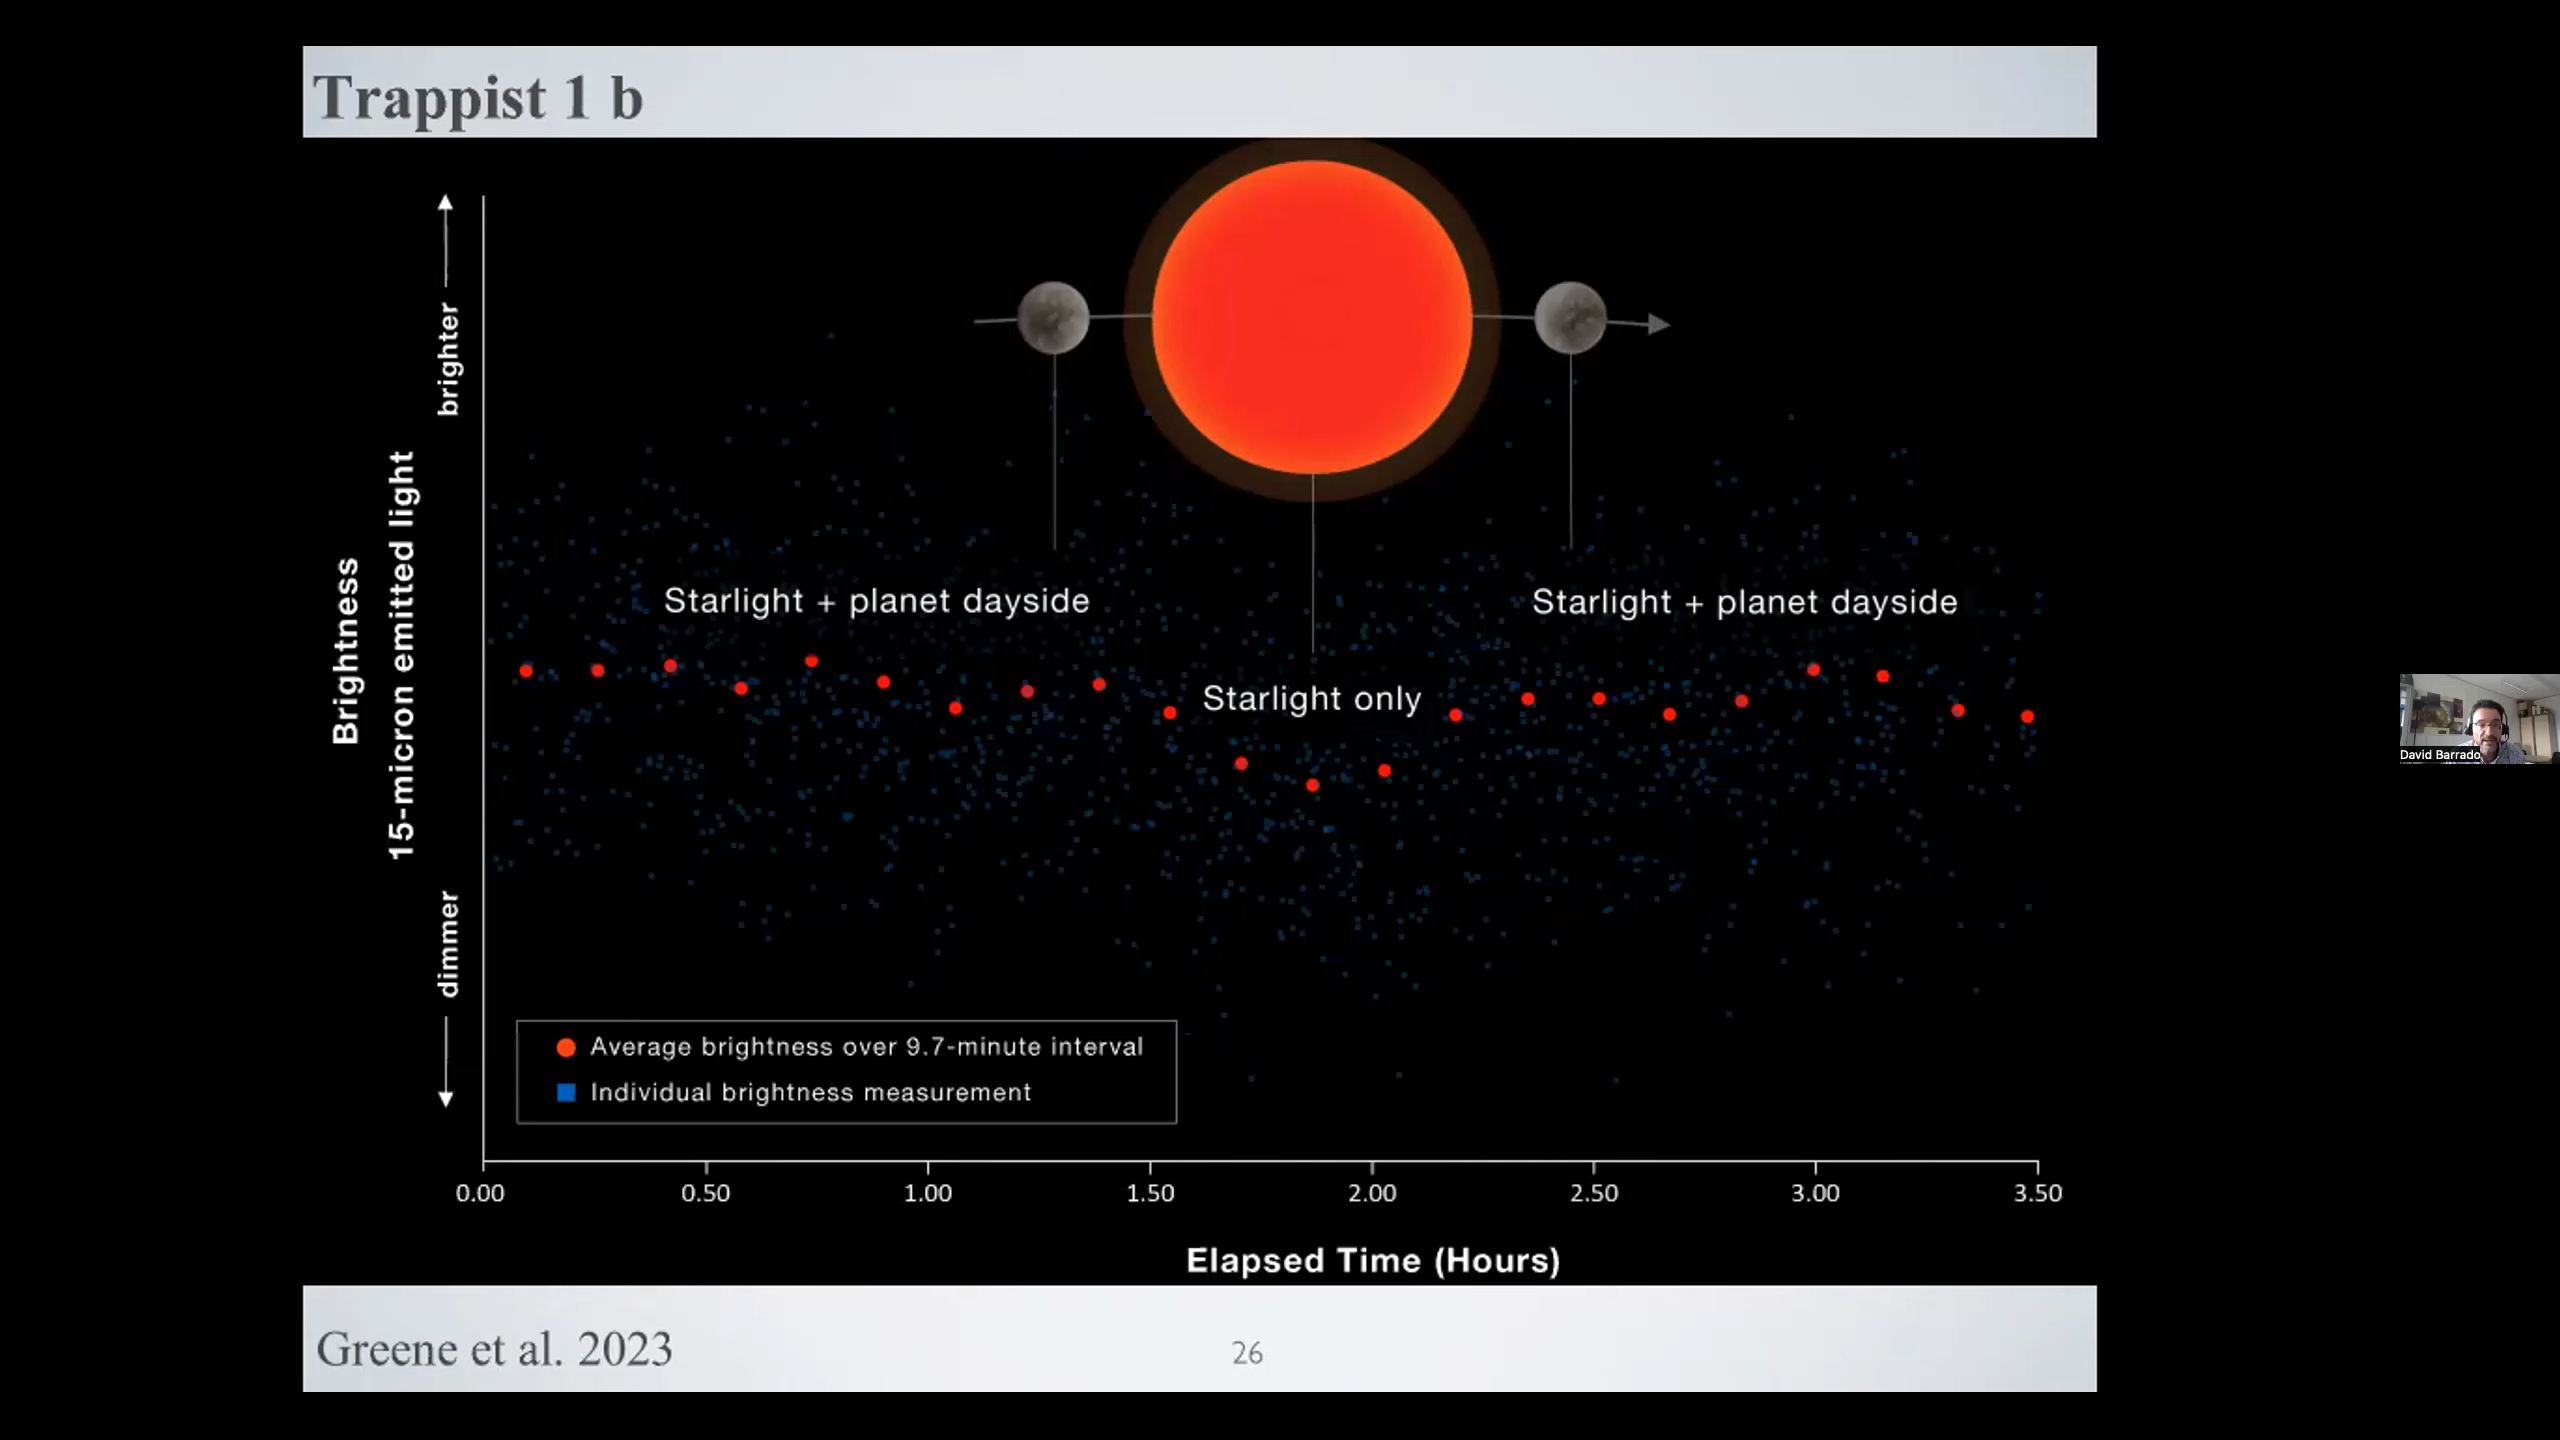 Trappist 1 b
brighter
Brightness
15-micron emitted light
dimmer
Starlight + planet dayside
Starlight + planet dayside
Starlight only
Average brightness over 9.7-minute interval
Individual brightness measurement
0.00 0.50 1.00 1.50 2.00 2.50 3.00 3.50
Elapsed Time (Hours)
Greene et al. 2023
26
David Barrado